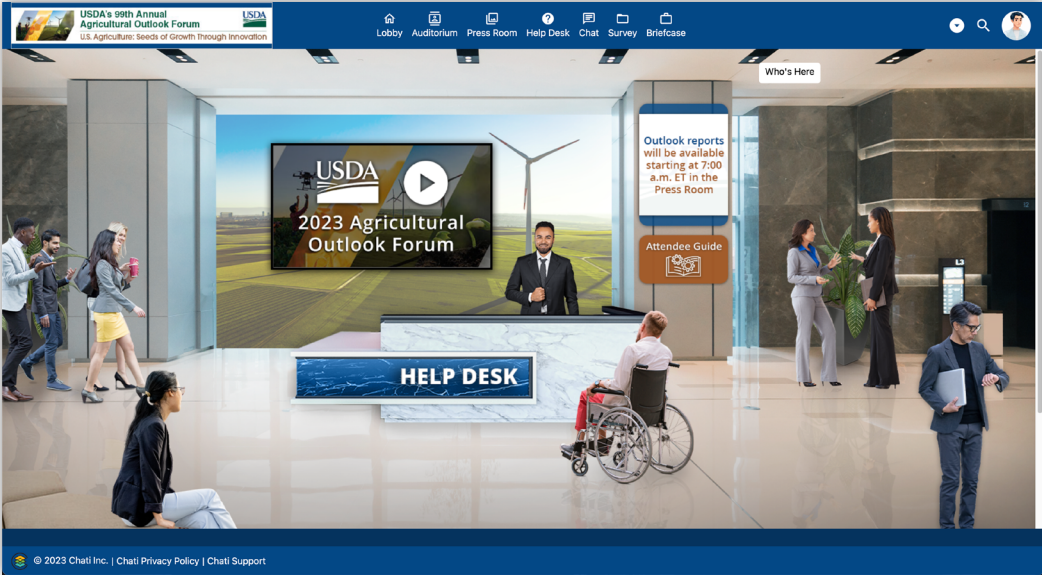 USDA's 99th Annual
Agricultural Outlook Forum
USDA
U.S. Agriculture: Seeds of Growth Through Innovation
Lobby
Auditorium
Press Room
Help Desk
Chat
Survey
Briefcase
Who's Here
USDA
2023 Agricultural
Outlook Forum
Outlook reports
will be available
starting at 7:00
a.m. ET in the
Press Room
Attendee Guide
12
L3
HELP DESK
© 2023 Chati Inc. | Chati Privacy Policy | Chati Support